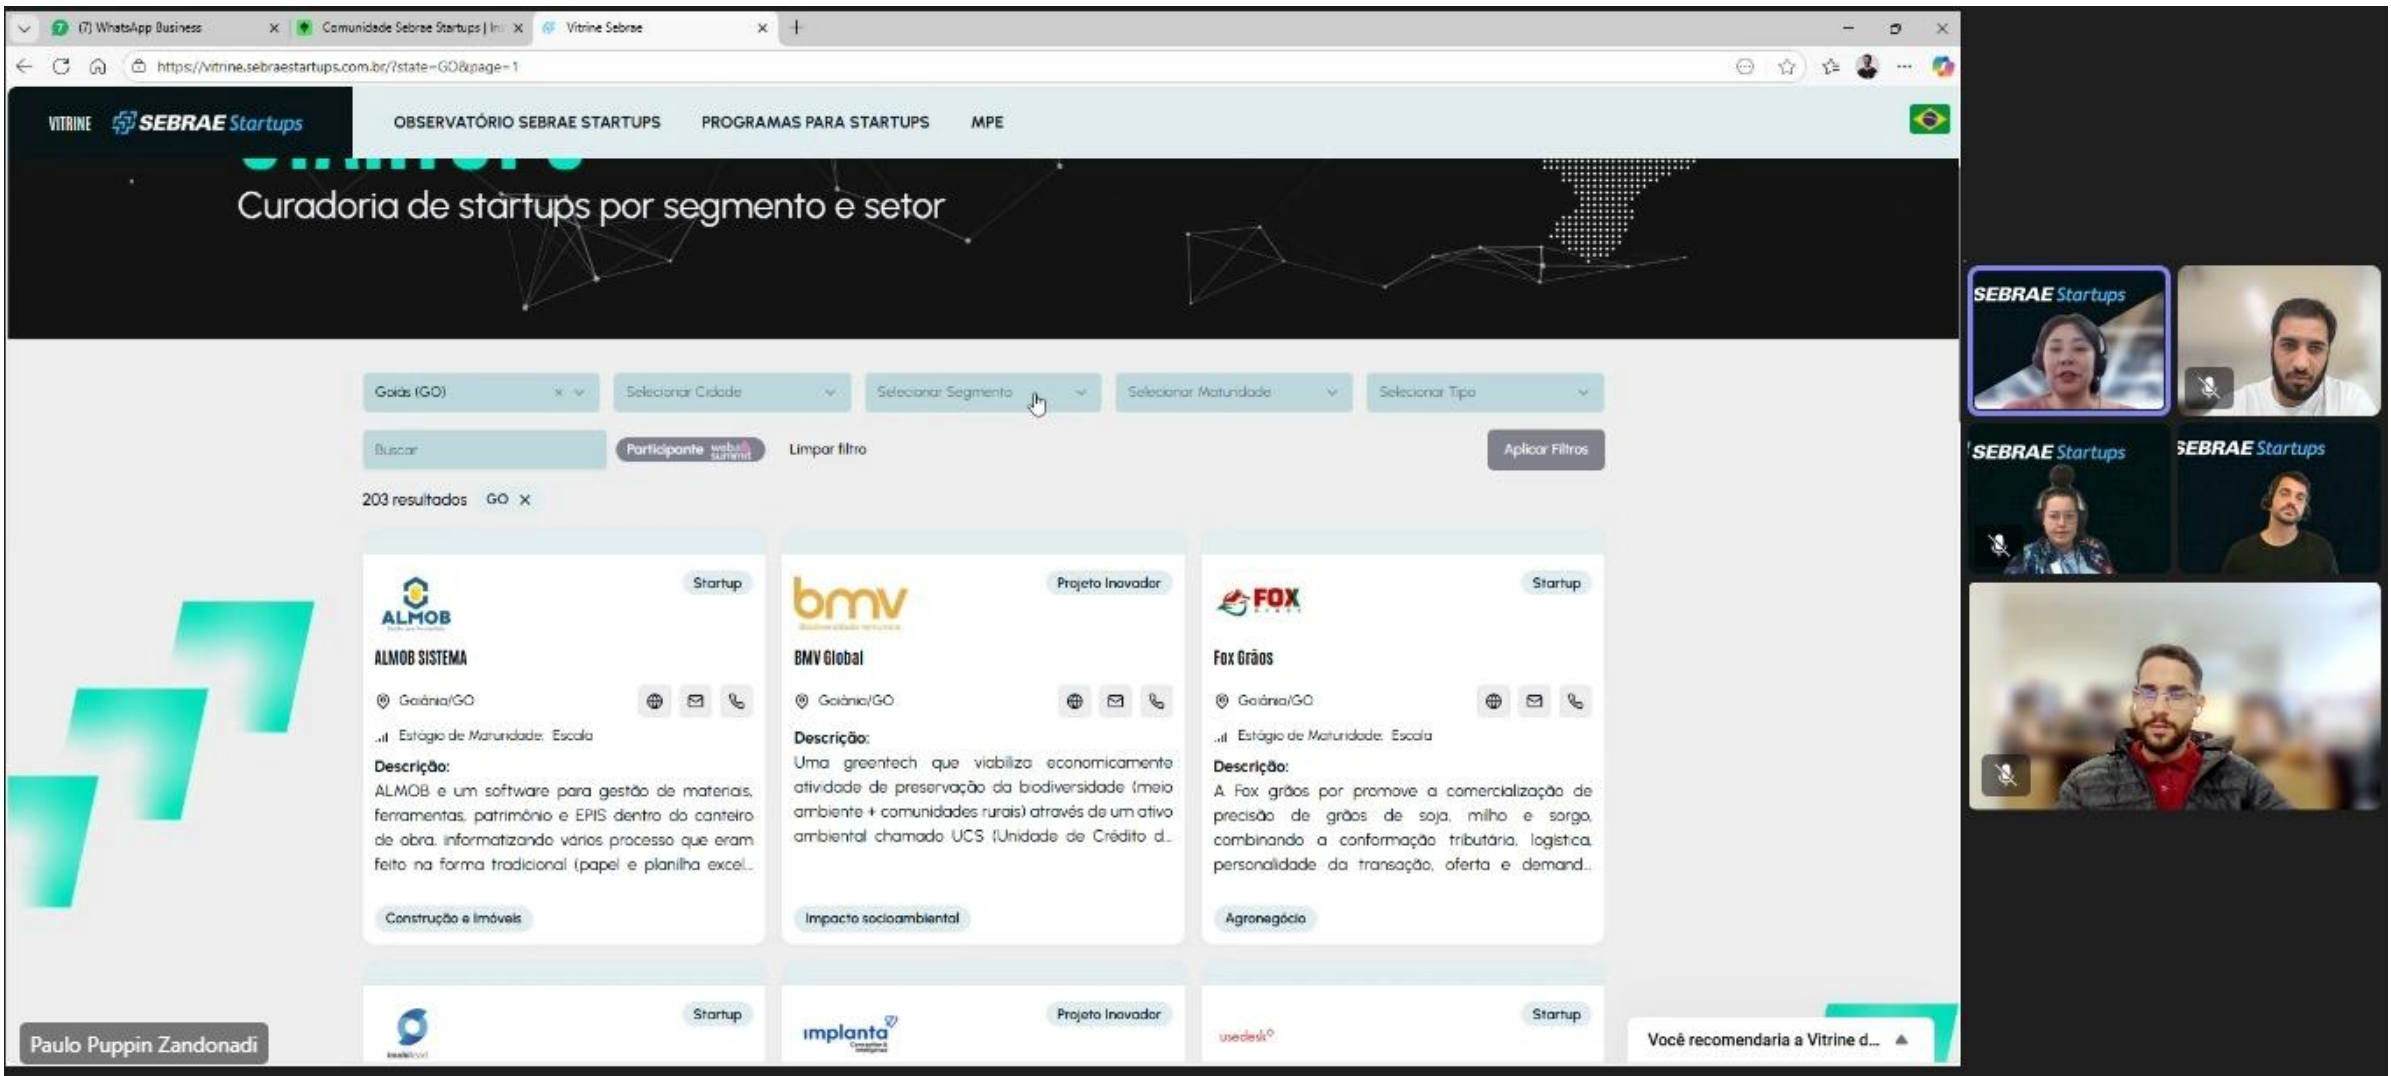 (7) WhatsApp Business
Comunidade Sebrae Startups | In
Vitrine Sebrae
https://vitrine.sebraestartups.com.br/?state=GO&page=1
VITRINE SEBRAE Startups
OBSERVATÓRIO SEBRAE STARTUPS
PROGRAMAS PARA STARTUPS
MPE
Curadoria de startups por segmento e setor
Goiás (GO)
Selecionar Cidade
Selecionar Segmento
Selecionar Maturidade
Selecionar Tipo
Buscar
Participante web summit
Limpar filtro
Aplicar Filtros
203 resultados GO
ALMOB
Startup
ALMOB SISTEMA
Goiânia/GO
Estágio de Maturidade: Escala
Descrição:
ALMOB e um software para gestão de materiais,
ferramentas, patrimônio e EPIS dentro do canteiro
de obra, informatizando vários processo que eram
feito na forma tradicional (papel e planilha excel...
Construção e Imóveis
bmv
Projeto Inovador
BMV Global
Goiânia/GO
Descrição:
Uma greentech que viabiliza economicamente
atividade de preservação da biodiversidade (meio
ambiente + comunidades rurais) através de um ativo
ambiental chamado UCS (Unidade de Crédito d...
Impacto socioambiental
FOX
Startup
Fox Grãos
Goiânia/GO
Estágio de Maturidade: Escala
Descrição:
A Fox grãos por promove a comercialização de
precisão de grãos de soja, milho e sorgo,
combinando a conformação tributária, logística,
personalidade da transação, oferta e demand...
Agronegócio
Startup
implanta
Projeto Inovador
usedesk
Startup
Você recomendaria a Vitrine d...
Paulo Puppin Zandonadi
SEBRAE Startups
SEBRAE Startups
SEBRAE Startups